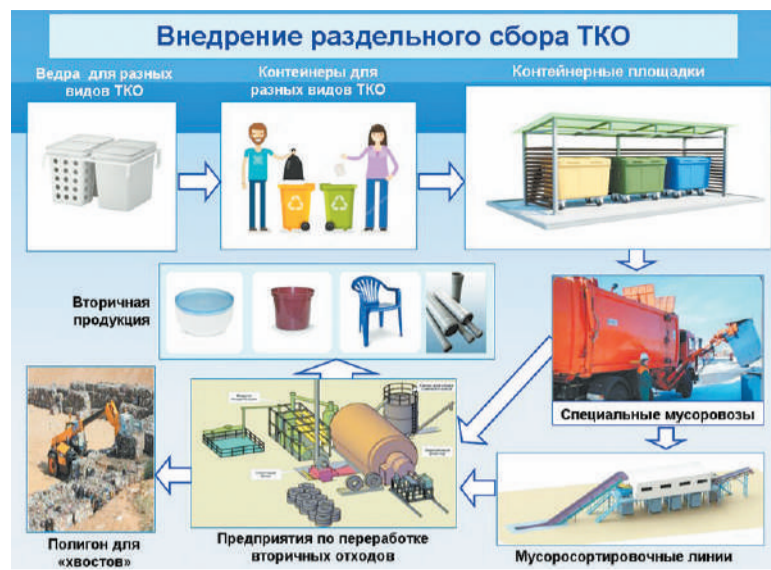 Внедрение раздельного сбора ТКО
Ведра для разных
видов ТКО
Контейнеры для
разных видов ТКО
Контейнерные площадки
Вторичная
продукция
Специальные мусоровозы
Полигон для
«хвостов»
Предприятия по переработке
вторичных отходов
Мусоросортировочные линии